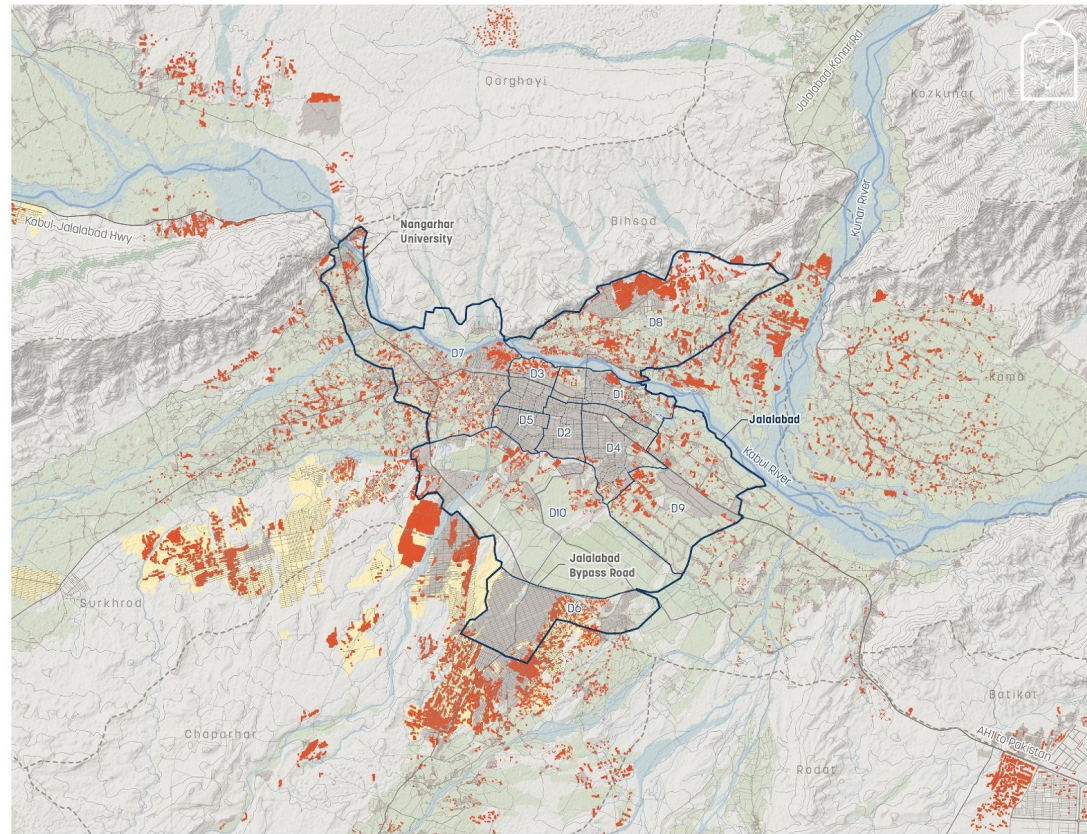 Qarghayi
Jalalabad-Kunar Rd
Kozkunar
Kunar River
Kabul-Jalalabad Hwy
Nangarhar
University
Bihsod
D8
D7
D3
D1
Kama
D5
D2
D4
Jalalabad
Kabul River
D10
D9
Jalalabad
Bypass Road
Surkhrod
D6
Batikot
Chaparhar
AH1 to Pakistan
Rodat